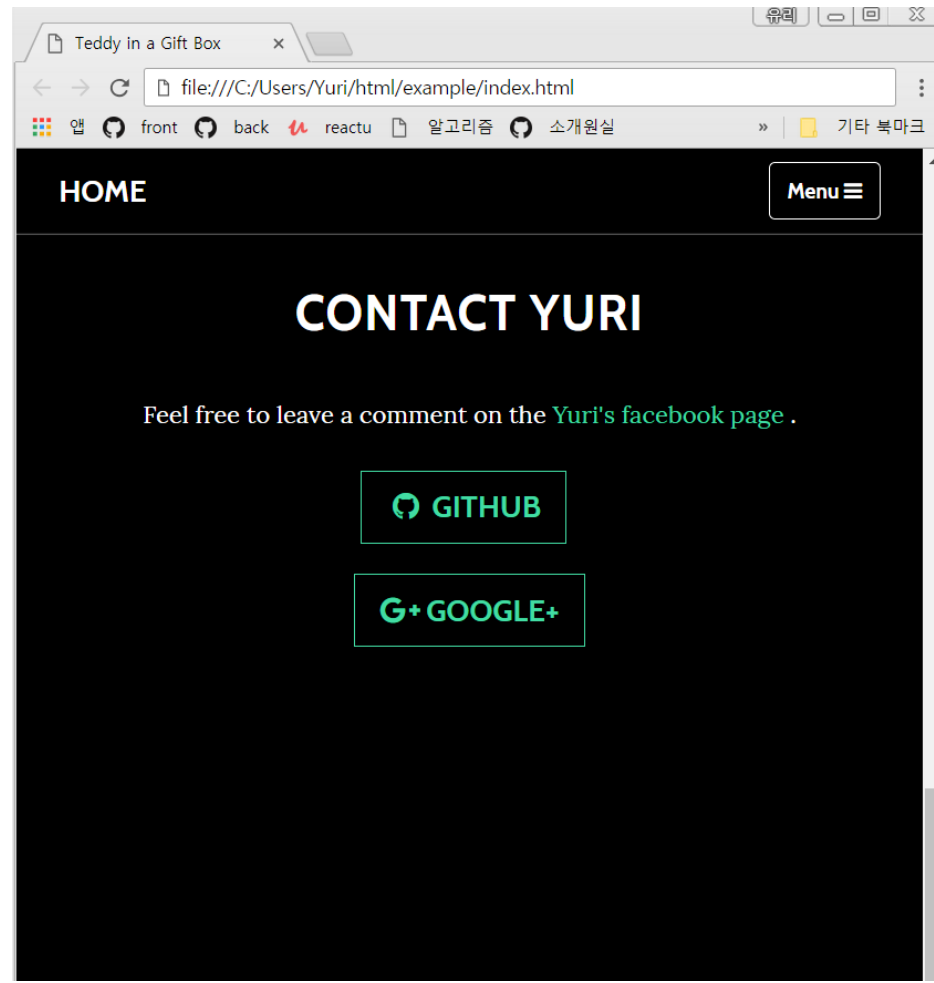 유리
Teddy in a Gift Box
file:///C:/Users/Yuri/html/example/index.html
앱 front back reactu 알고리즘 소개원실 » 기타 북마크
HOME
Menu
CONTACT YURI
Feel free to leave a comment on the Yuri's facebook page .
GITHUB
G+ GOOGLE+